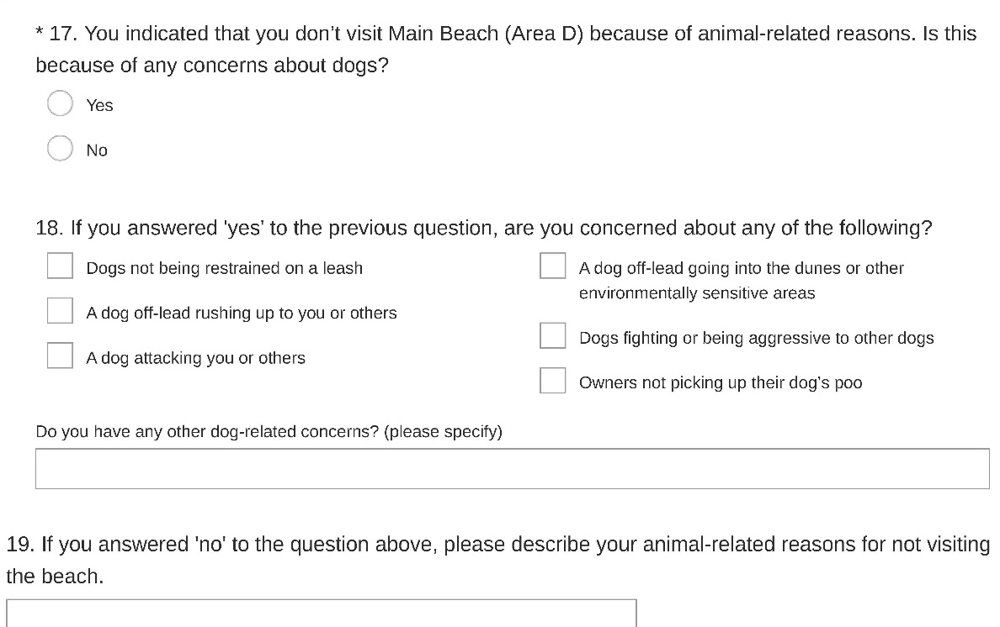 * 17. You indicated that you don’t visit Main Beach (Area D) because of animal-related reasons. Is this
because of any concerns about dogs?
Yes
No
18. If you answered 'yes' to the previous question, are you concerned about any of the following?
Dogs not being restrained on a leash
A dog off-lead rushing up to you or others
A dog attacking you or others
A dog off-lead going into the dunes or other
environmentally sensitive areas
Dogs fighting or being aggressive to other dogs
Owners not picking up their dog’s poo
Do you have any other dog-related concerns? (please specify)
19. If you answered 'no' to the question above, please describe your animal-related reasons for not visiting
the beach.